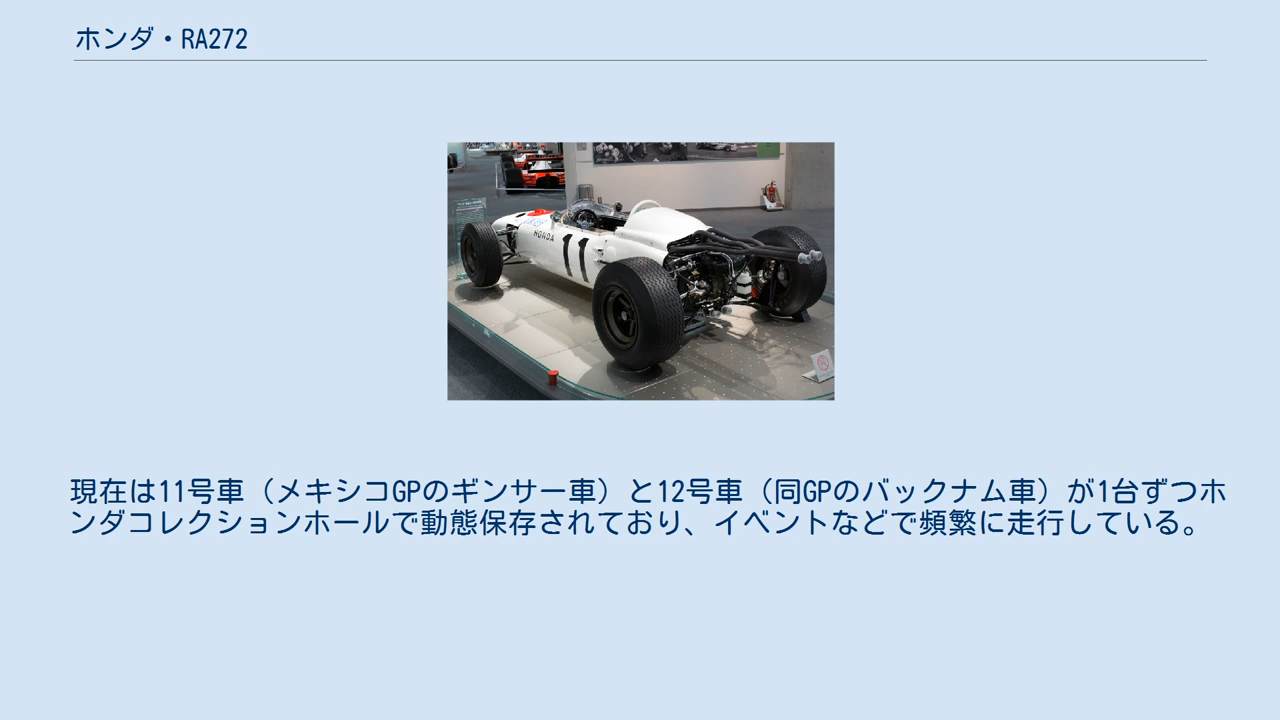 ホンダ・RA272
HONDA
11
現在は11号車（メキシコGPのギンサー車）と12号車（同GPのバックナム車）が1台ずつホ
ンダコレクションホールで動態保存されており、イベントなどで頻繁に走行している。